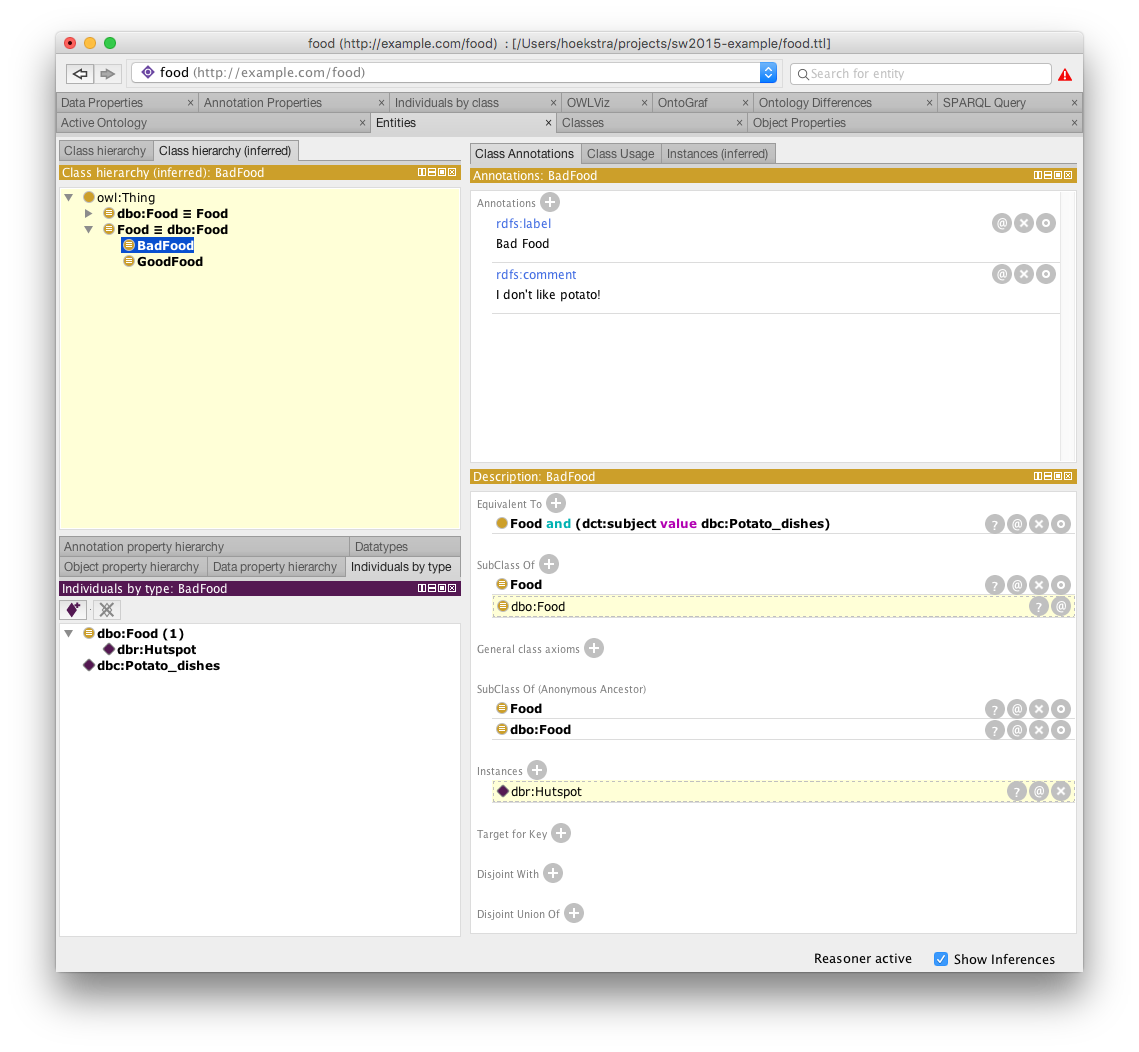 food (http://example.com/food) : [/Users/hoekstra/projects/sw2015-example/food.ttl]
food (http://example.com/food)
Search for entity
Data Properties × Annotation Properties × Individuals by class × OWLViz × OntoGraf × Ontology Differences × SPARQL Query ×
Active Ontology × Entities × Classes × Object Properties ×
Class hierarchy Class hierarchy (inferred)
Class hierarchy (inferred): BadFood
owl:Thing
dbo:Food ≡ Food
Food ≡ dbo:Food
BadFood
GoodFood
Annotation property hierarchy Datatypes
Object property hierarchy Data property hierarchy Individuals by type
Individuals by type: BadFood
dbo:Food (1)
dbr:Hutspot
dbc:Potato_dishes
Class Annotations Class Usage Instances (inferred)
Annotations: BadFood
Annotations +
rdfs:label @ ×
Bad Food
rdfs:comment @ ×
I don't like potato!
Description: BadFood
Equivalent To +
Food and (dct:subject value dbc:Potato_dishes) ? @ ×
SubClass Of +
Food ? @ ×
dbo:Food ? @
General class axioms +
SubClass Of (Anonymous Ancestor)
Food ? @ ×
dbo:Food ? @ ×
Instances +
dbr:Hutspot ? @ ×
Target for Key +
Disjoint With +
Disjoint Union Of +
Reasoner active Show Inferences